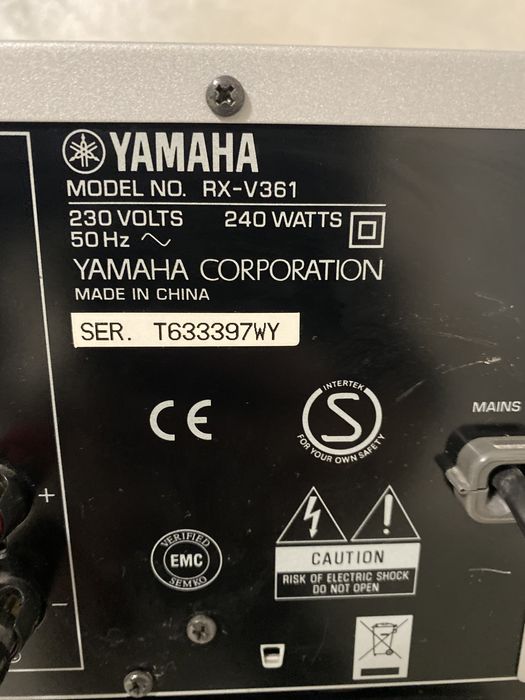 YAMAHA
MODEL NO. RX-V361
230 VOLTS 240 WATTS
50 Hz ~
YAMAHA CORPORATION
MADE IN CHINA
SER. T633397WY
CE
INTERTEK
S
FOR YOUR OWN SAFETY
MAINS
+
VERIFIED
EMC
SEMKO
CAUTION
RISK OF ELECTRIC SHOCK
DO NOT OPEN
−